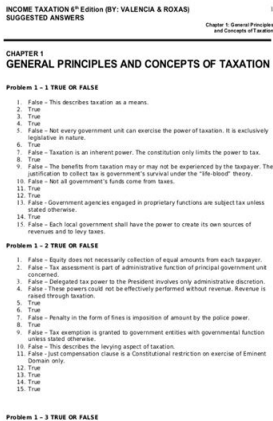 INCOME TAXATION 6th Edition (BY: VALENCIA & ROXAS)
SUGGESTED ANSWERS
Chapter 1: General Principles
and Concepts of Taxation
CHAPTER 1
GENERAL PRINCIPLES AND CONCEPTS OF TAXATION
Problem 1 – 1 TRUE OR FALSE
1. False – This describes taxation as a means.
2. True
3. True
4. True
5. False – Not every government unit can exercise the power of taxation. It is exclusively
legislative in nature.
6. True
7. False – Taxation is an inherent power. The constitution only limits the power to tax.
8. True
9. False – The benefits from taxation may or may not be experienced by the taxpayer. The
justification to collect tax is government's survival under the "life-blood" theory.
10. False – Not all government's funds come from taxes.
11. True
12. True
13. False - Government agencies engaged in proprietary functions are subject tax unless
stated otherwise.
14. True
15. False – Each local government shall have the power to create its own sources of
revenues and to levy taxes.
Problem 1 – 2 TRUE OR FALSE
1. False – Equity does not necessarily collection of equal amounts from each taxpayer.
2. False – Tax assessment is part of administrative function of principal government unit
concerned.
3. False – Delegated tax power to the President involves only administrative discretion.
4. False - These powers could not be effectively performed without revenue. Revenue is
raised through taxation.
5. True
6. True
7. False – Penalty in the form of fines is imposition of amount by the police power.
8. True
9. False – Tax exemption is granted to government entities with governmental function
unless stated otherwise.
10. False – This describes the levying aspect of taxation.
11. False - Just compensation clause is a Constitutional restriction on exercise of Eminent
Domain only.
12. True
13. True
14. True
15. True
Problem 1 – 3 TRUE OR FALSE